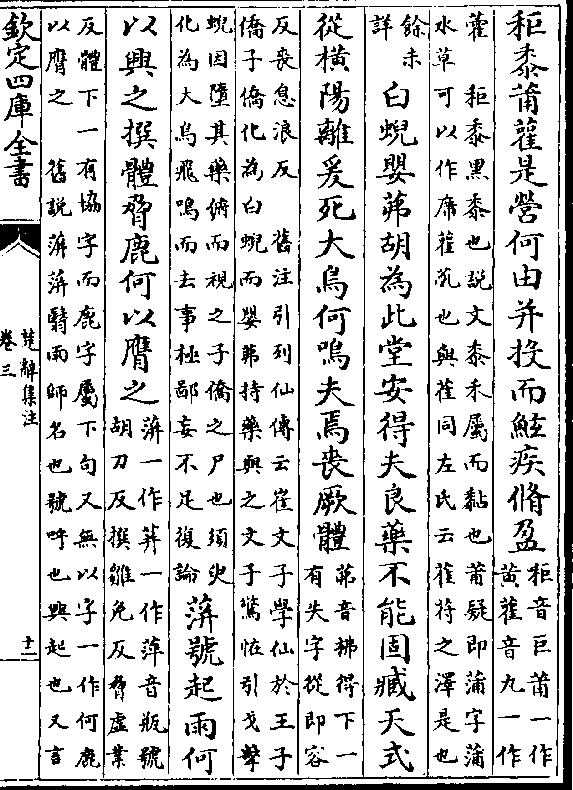 秬黍莆雚是營何由并投而鮌疾脩盈秬音巨莆一作黄雚音丸一作
雚秬黍黑黍也説文黍禾屬而黏也莆疑即蒲字蒲水草可以作席雚薍也與萑同左氏云萑苻之澤是也
餘未詳白蜺嬰茀胡為此堂安得夫良藥不能固臧天式
從横陽離爰死大鳥何鳴夫焉喪厥體茀音拂得下一有失字從即容
反喪息浪反舊注引列仙傳云崔文子學仙於王子僑子僑化為白蜺而嬰茀持藥與之文子驚怪引戈擊
蜺因墮其藥俯而視之子僑之尸也須臾化為大鳥飛鳴而去事極鄙妄不足復論蓱號起雨何
以興之撰體脅鹿何以膺之蓱一作蓱一作萍音瓶號胡刀反撰雛免反脅虚業
反體下一有協字而鹿字屬下句又無以字一作何鹿以膺之舊説蓱蓱翳雨師名也號呼也興起也又言
欽定四庫全書
楚辭集注
卷三
十二